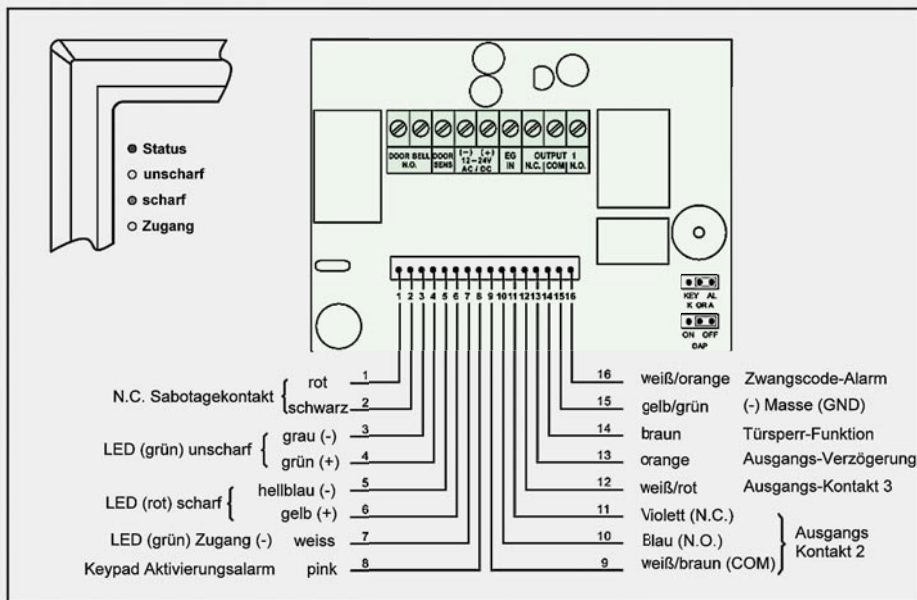 Status
unscharf
scharf
Zugang
DOOR BELL N.O.
DOOR SENS
(-) (+) 12-24V AC / DC
EG IN
OUTPUT 1
N.C. COM N.O.
1 2 3 4 5 6 7 8 9 10 11 12 13 14 15 16
KEY AL
K OR A
ON OFF
DAP
N.C. Sabotagekontakt
rot 1
schwarz 2
LED (grün) unscharf
grau (-) 3
grün (+) 4
LED (rot) scharf
hellblau (-) 5
gelb (+) 6
LED (grün) Zugang (-) weiss 7
Keypad Aktivierungsalarm pink 8
16 weiß/orange Zwangscode-Alarm
15 gelb/grün (-) Masse (GND)
14 braun Türsperr-Funktion
13 orange Ausgangs-Verzögerung
12 weiß/rot Ausgangs-Kontakt 3
11 Violett (N.C.)
10 Blau (N.O.)
9 weiß/braun (COM)
Ausgangs
Kontakt 2